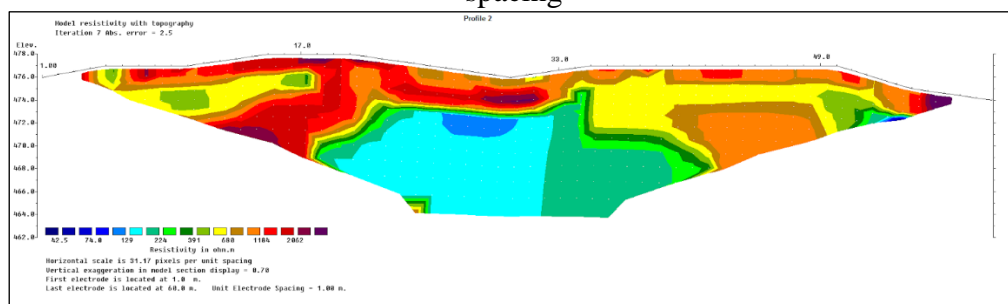 spacing
Profile 2
Model resistivity with topography
Iteration 7 Abs. error = 2.5
Elev.
478.0
476.0
474.0
472.0
470.0
468.0
466.0
464.0
462.0
1.00
17.0
33.0
49.0
42.5 74.0 129 224 391 680 1184 2062
Resistivity in ohm.m
Horizontal scale is 31.17 pixels per unit spacing
Vertical exaggeration in model section display = 0.70
First electrode is located at 1.0 m.
Last electrode is located at 60.0 m. Unit Electrode Spacing = 1.00 m.